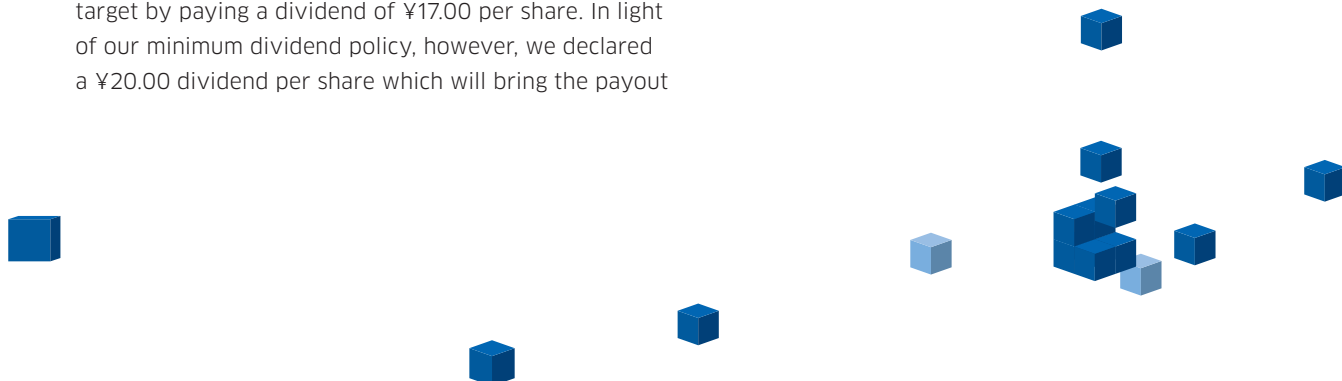 target by paying a dividend of ¥17.00 per share. In light
of our minimum dividend policy, however, we declared
a ¥20.00 dividend per share which will bring the payout